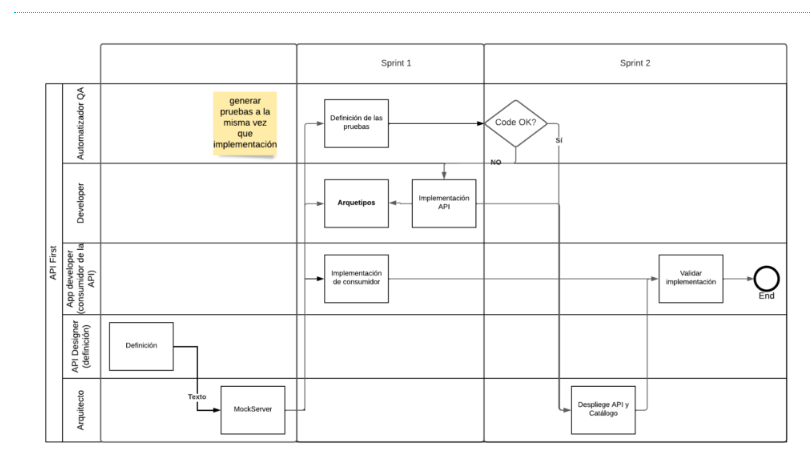 Sprint 1
Sprint 2
API First
Automatizador QA
generar
pruebas a la
misma vez
que
implementación
Definición de las
pruebas
Code OK?
Sí
NO
Developer
Arquetipos
Implementación
API
App developer
(consumidor de la
API)
Implementación
de consumidor
Validar
implementación
End
API Designer
(definición)
Definición
Texto
Arquitecto
MockServer
Despliege API y
Catálogo